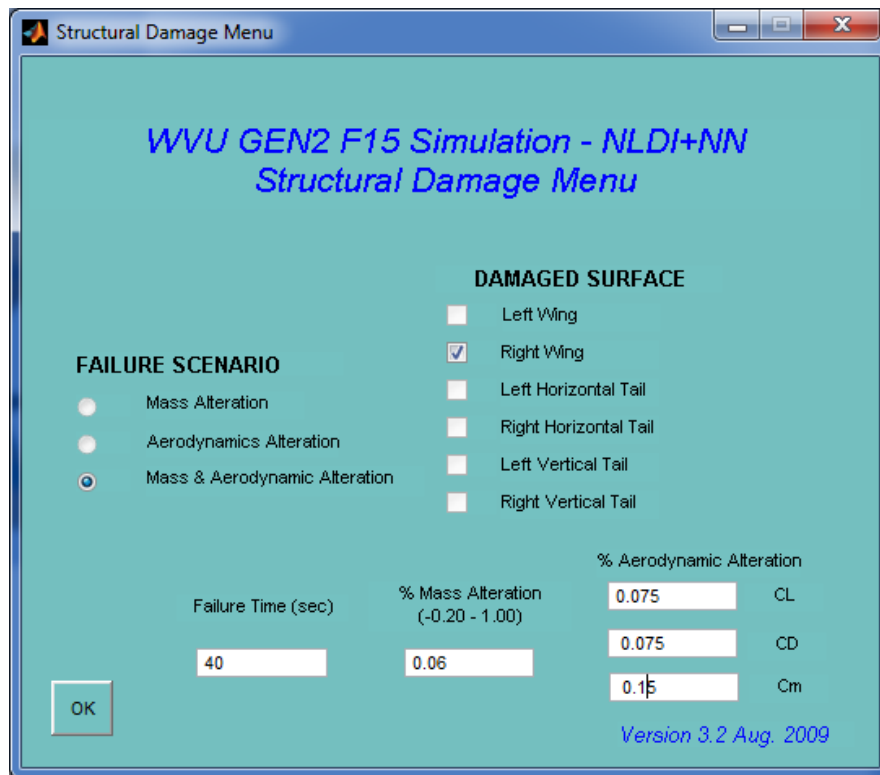 Structural Damage Menu
WVU GEN2 F15 Simulation - NLDI+NN
Structural Damage Menu
DAMAGED SURFACE
Left Wing
Right Wing
Left Horizontal Tail
Right Horizontal Tail
Left Vertical Tail
Right Vertical Tail
FAILURE SCENARIO
Mass Alteration
Aerodynamics Alteration
Mass & Aerodynamic Alteration
Failure Time (sec)
40
% Mass Alteration
(-0.20 - 1.00)
0.06
% Aerodynamic Alteration
0.075 CL
0.075 CD
0.15 Cm
OK
Version 3.2 Aug. 2009